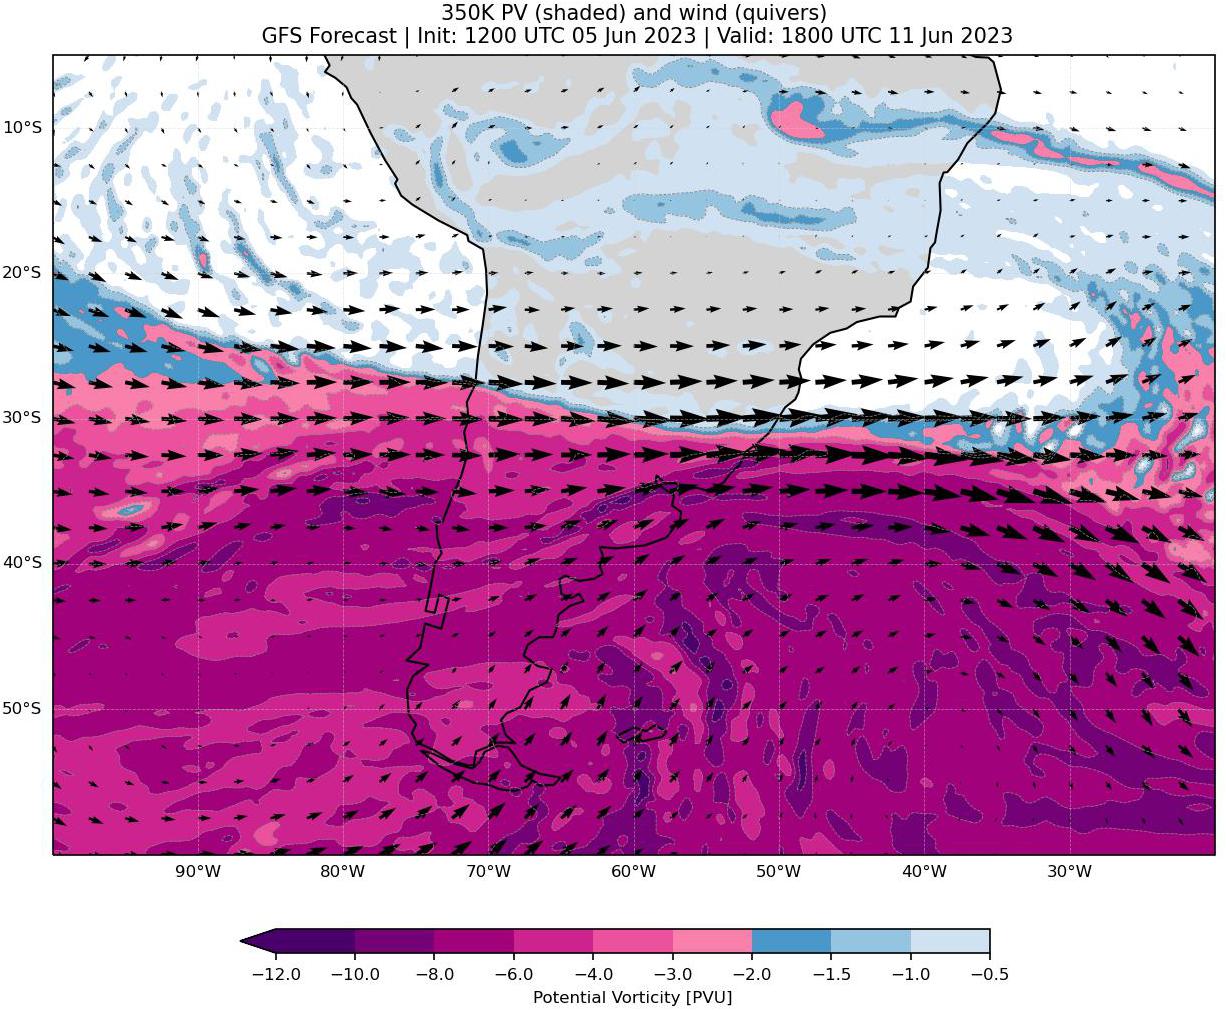 350K PV (shaded) and wind (quivers)
GFS Forecast | Init: 1200 UTC 05 Jun 2023 | Valid: 1800 UTC 11 Jun 2023
10°S
20°S
30°S
40°S
50°S
90°W 80°W 70°W 60°W 50°W 40°W 30°W
−12.0 −10.0 −8.0 −6.0 −4.0 −3.0 −2.0 −1.5 −1.0 −0.5
Potential Vorticity [PVU]